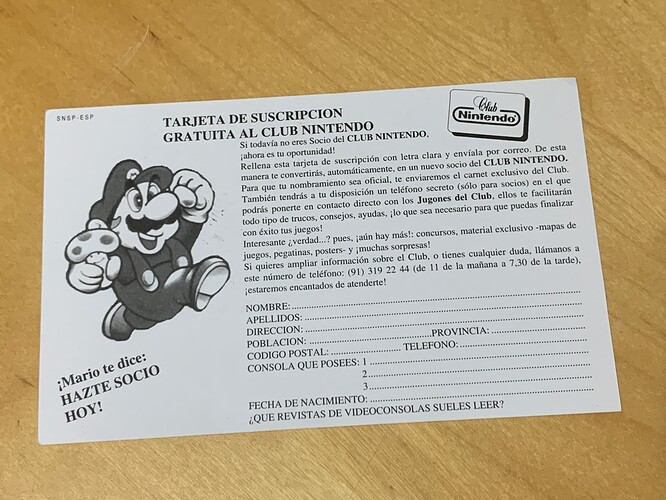 SNSP-ESP
TARJETA DE SUSCRIPCION
GRATUITA AL CLUB NINTENDO
Club
Nintendo
Si todavía no eres Socio del CLUB NINTENDO,
¡ahora es tu oportunidad!
Rellena esta tarjeta de suscripción con letra clara y envíala por correo. De esta
manera te convertirás, automáticamente, en un nuevo socio del CLUB NINTENDO.
Para que tu nombramiento sea oficial, te enviaremos el carnet exclusivo del Club.
También tendrás a tu disposición un teléfono secreto (sólo para socios) en el que
podrás ponerte en contacto directo con los Jugones del Club, ellos te facilitarán
todo tipo de trucos, consejos, ayudas, ¡lo que sea necesario para que puedas finalizar
con éxito tus juegos!
Interesante ¿verdad...? pues, ¡aún hay más!: concursos, material exclusivo -mapas de
juegos, pegatinas, posters- y ¡muchas sorpresas!
Si quieres ampliar información sobre el Club, o tienes cualquier duda, llámanos a
este número de teléfono: (91) 319 22 44 (de 11 de la mañana a 7,30 de la tarde),
¡estaremos encantados de atenderte!
NOMBRE:
APELLIDOS:
DIRECCION:
POBLACION: PROVINCIA:
CODIGO POSTAL: TELEFONO:
CONSOLA QUE POSEES: 1
2
3
FECHA DE NACIMIENTO:
¿QUE REVISTAS DE VIDEOCONSOLAS SUELES LEER?
¡Mario te dice:
HAZTE SOCIO
HOY!